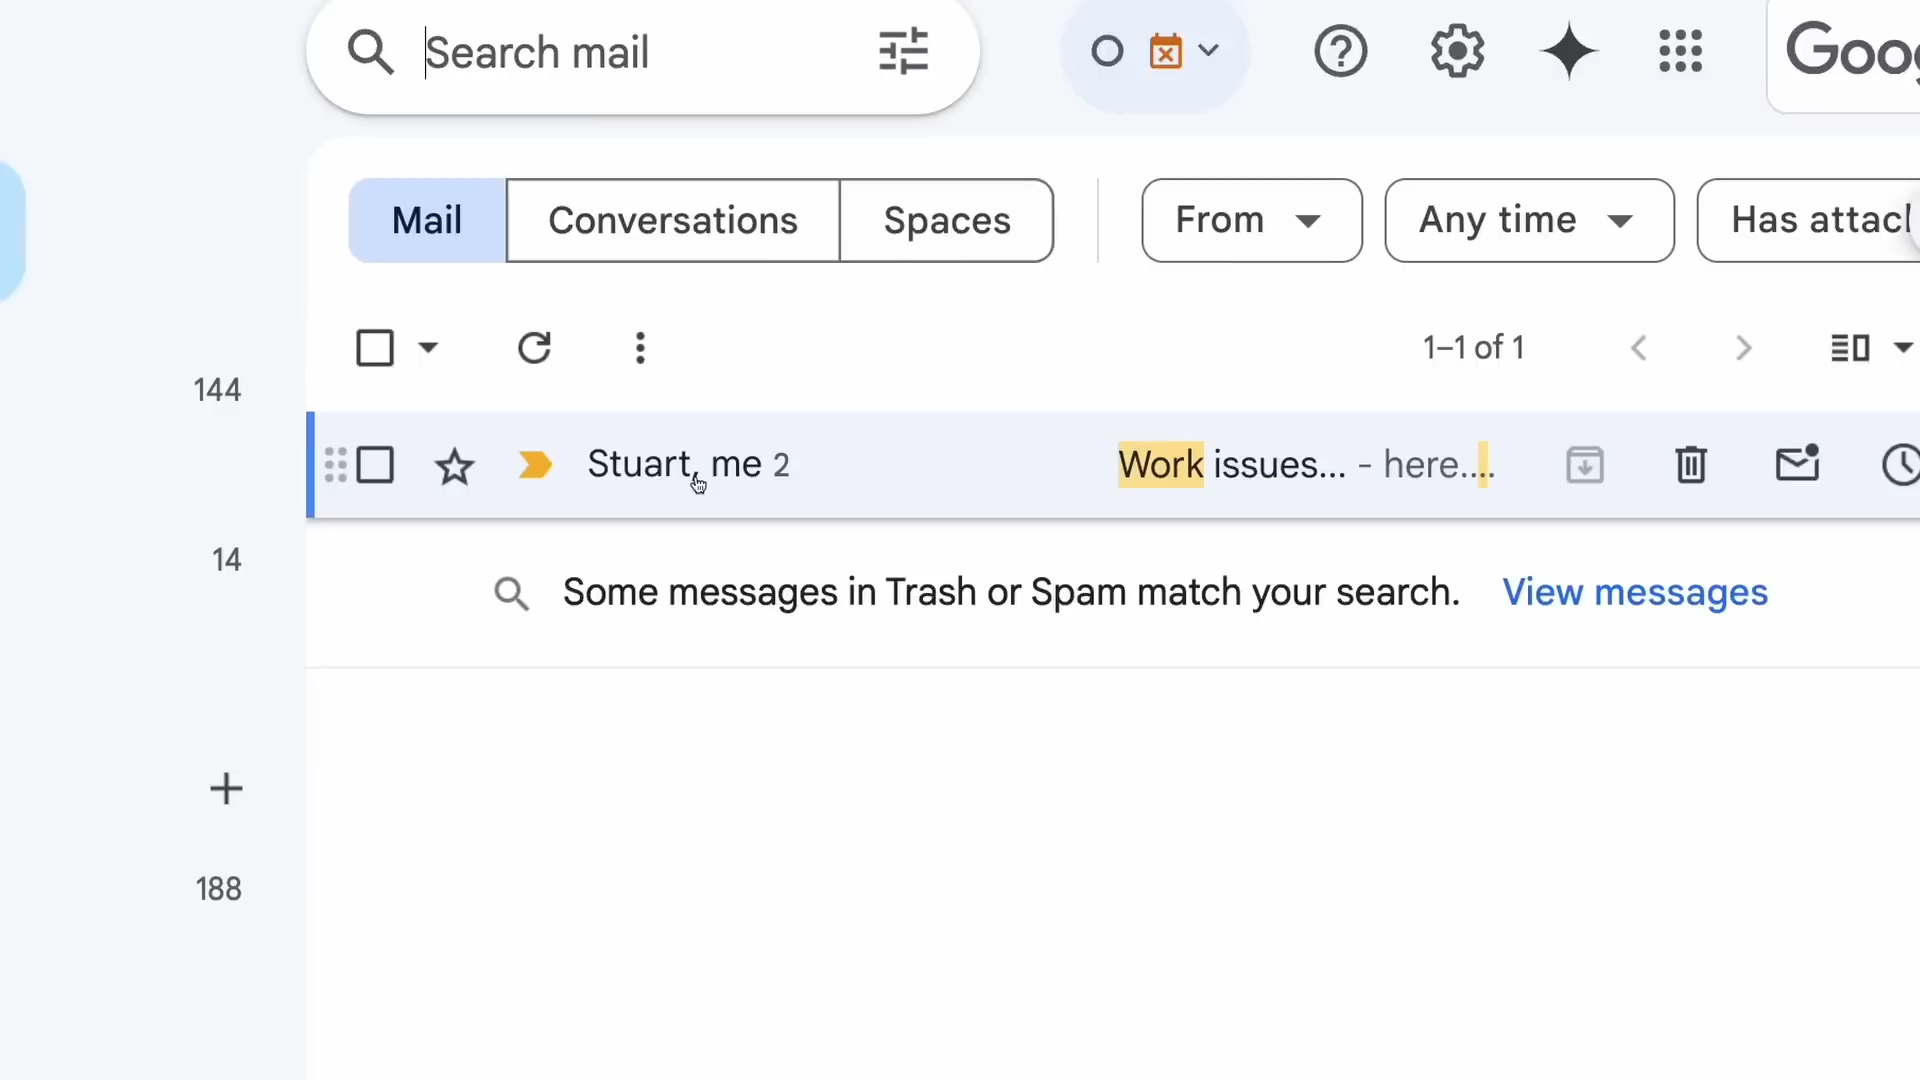 Search mail
Goog
Mail
Conversations
Spaces
From
Any time
Has attacl
1–1 of 1
144
Stuart, me 2
Work issues... - here....
14
Some messages in Trash or Spam match your search. View messages
188